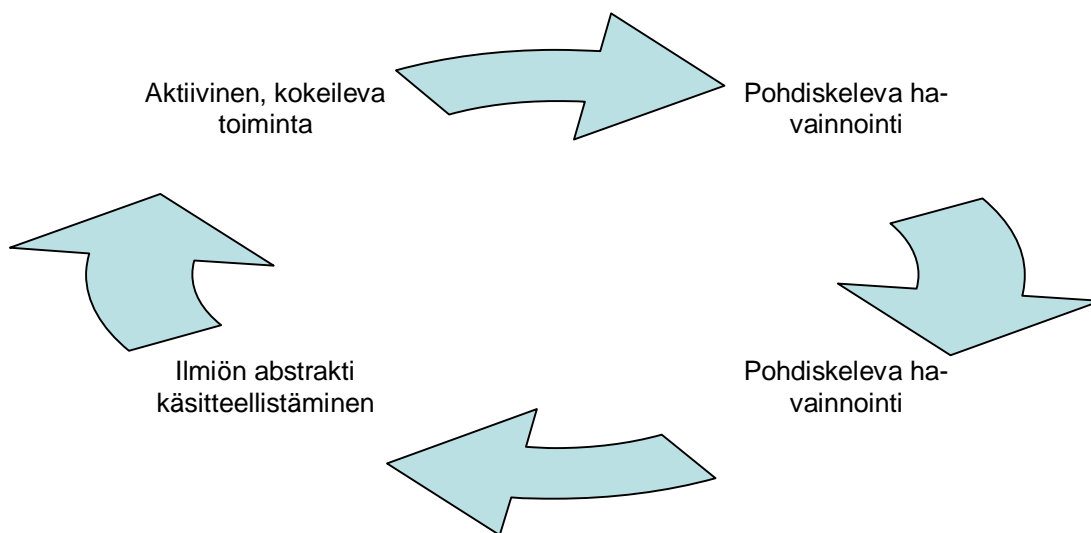 Aktiivinen, kokeileva
toiminta
Pohdiskeleva ha-
vainnointi
Ilmiön abstrakti
käsitteellistäminen
Pohdiskeleva ha-
vainnointi